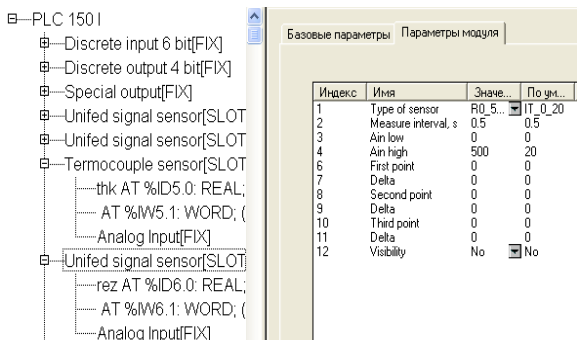 PLC 150 I
Discrete input 6 bit[FIX]
Discrete output 4 bit[FIX]
Special output[FIX]
Unifed signal sensor[SLOT
Unifed signal sensor[SLOT
Termocouple sensor[SLOT
thk AT %ID5.0: REAL;
AT %IW5.1: WORD; (
Analog Input[FIX]
Unifed signal sensor[SLOT
rez AT %ID6.0: REAL;
AT %IW6.1: WORD; (
Analog Input[FIX]
Базовые параметры Параметры модуля
Индекс Имя Значе... По ум...
1 Type of sensor R0_5... IT_0_20
2 Measure interval, s 0.5 0.5
3 Ain low 0 0
4 Ain high 500 20
6 First point 0 0
7 Delta 0 0
8 Second point 0 0
9 Delta 0 0
10 Third point 0 0
11 Delta 0 0
12 Visibility No No